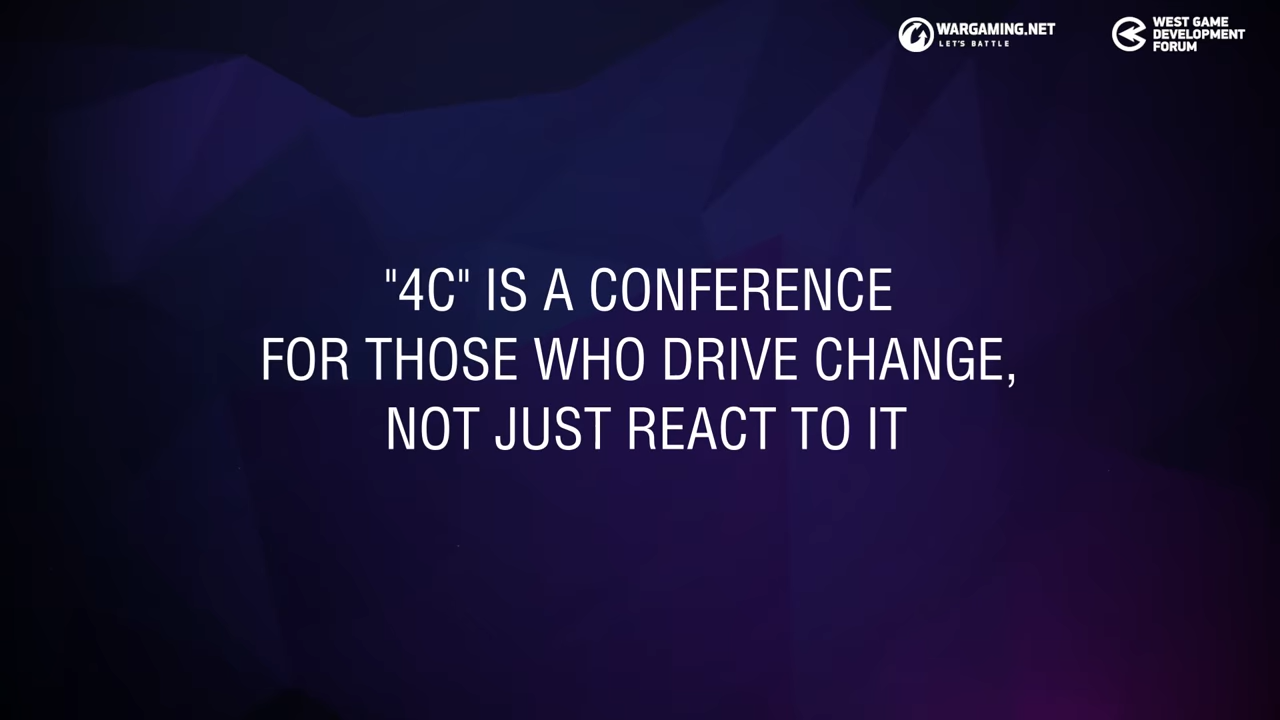 WARGAMING.NET
LET'S BATTLE
WEST GAME
DEVELOPMENT
FORUM
"4C" IS A CONFERENCE
FOR THOSE WHO DRIVE CHANGE,
NOT JUST REACT TO IT